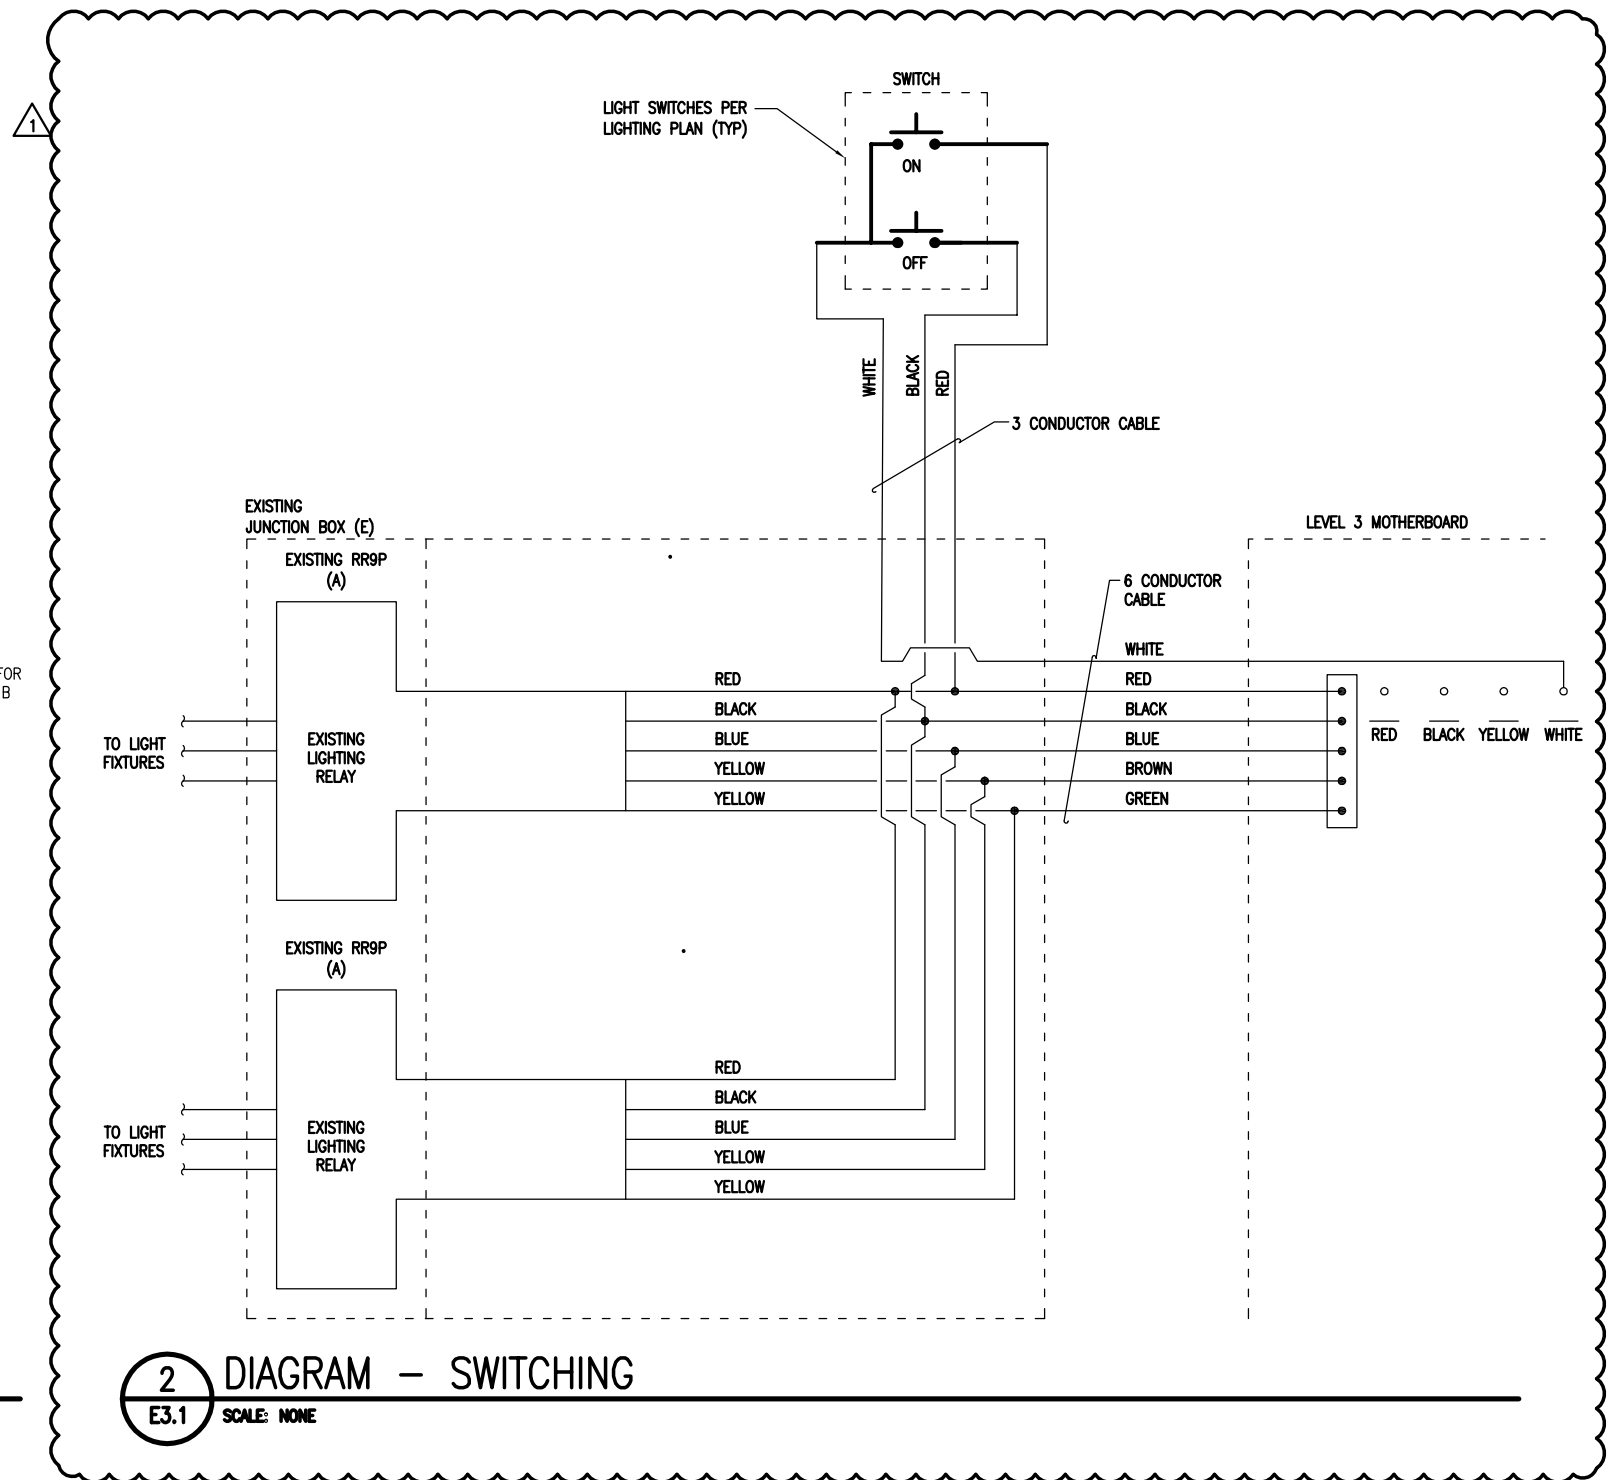 SWITCH
LIGHT SWITCHES PER
LIGHTING PLAN (TYP)
1
ON
OFF
WHITE
BLACK
RED
3 CONDUCTOR CABLE
EXISTING
JUNCTION BOX (E)
LEVEL 3 MOTHERBOARD
EXISTING RR9P
(A)
6 CONDUCTOR
CABLE
WHITE
FOR
B
RED
RED
BLACK
BLACK
BLUE
BLUE
YELLOW
BROWN
YELLOW
GREEN
RED BLACK YELLOW WHITE
TO LIGHT
FIXTURES
EXISTING
LIGHTING
RELAY
EXISTING RR9P
(A)
RED
BLACK
BLUE
YELLOW
YELLOW
TO LIGHT
FIXTURES
EXISTING
LIGHTING
RELAY
2
E3.1
DIAGRAM - SWITCHING
SCALE: NONE